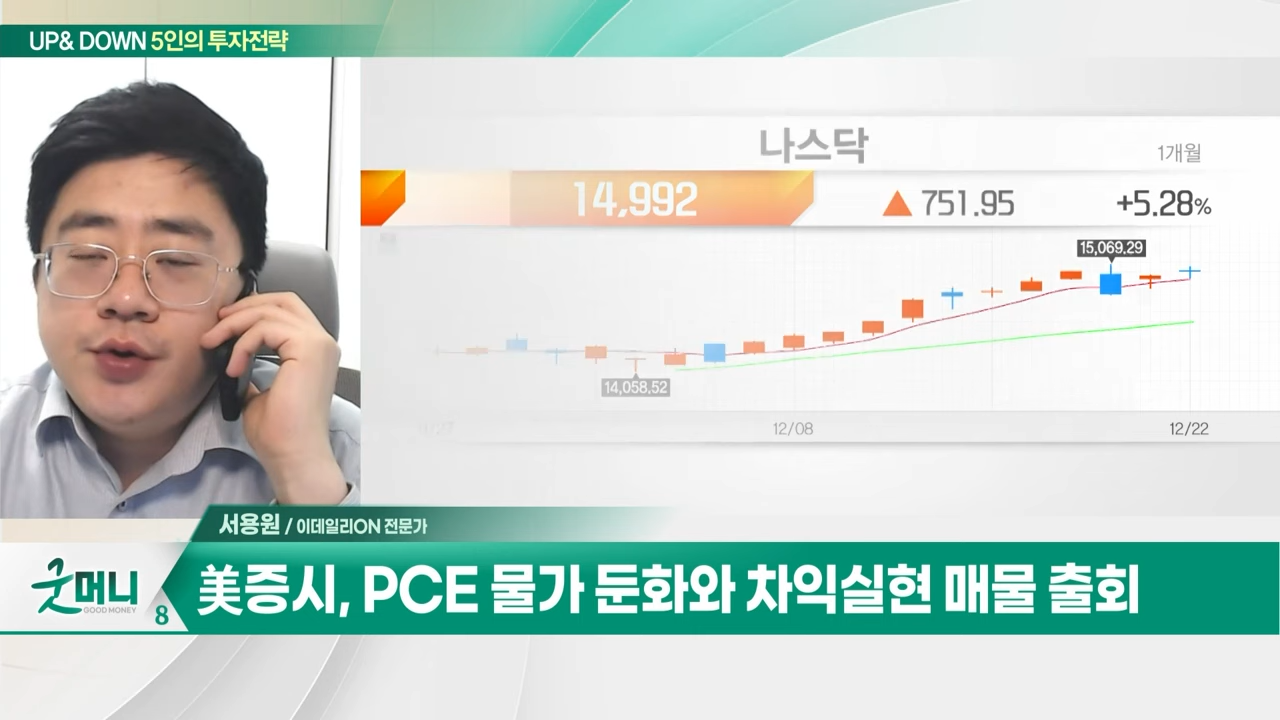 UP& DOWN 5인의 투자전략
나스닥
1개월
14,992
▲ 751.95
+5.28%
15,069.29
14,058.52
12/08
12/22
서용원 / 이데일리ON 전문가
굿머니
GOOD MONEY
8
美증시, PCE 물가 둔화와 차익실현 매물 출회